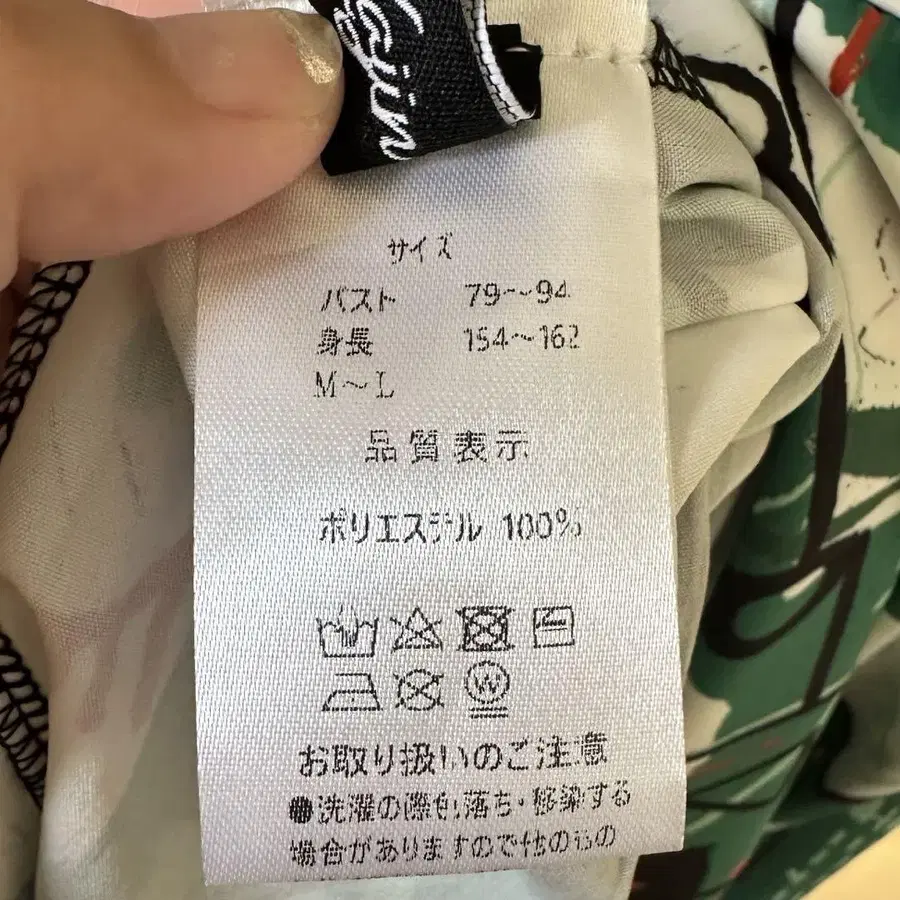 サイズ
バスト 79～94
身長 154～162
M～L
品質表示
ポリエステル 100%
W
お取り扱いのご注意
●洗濯の際色落ち・移染する
場合がありますので他のものの